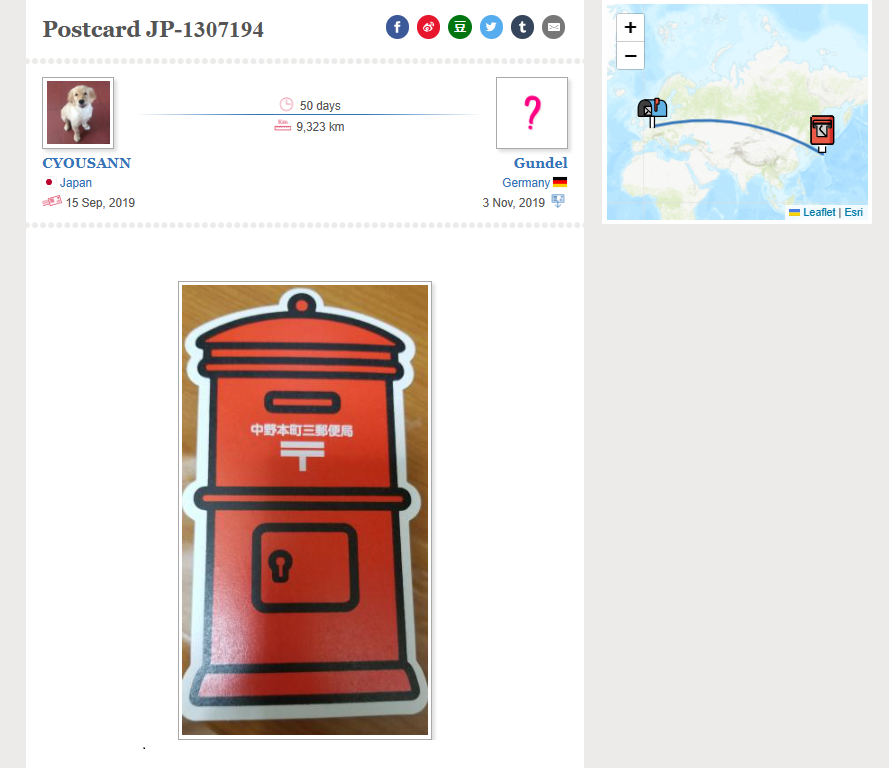 Postcard JP-1307194
50 days
9,323 km
CYOUSANN
Japan
15 Sep, 2019
Gundel
Germany
3 Nov, 2019
+
−
Leaflet | Esri
中野本町三郵便局
〒
.